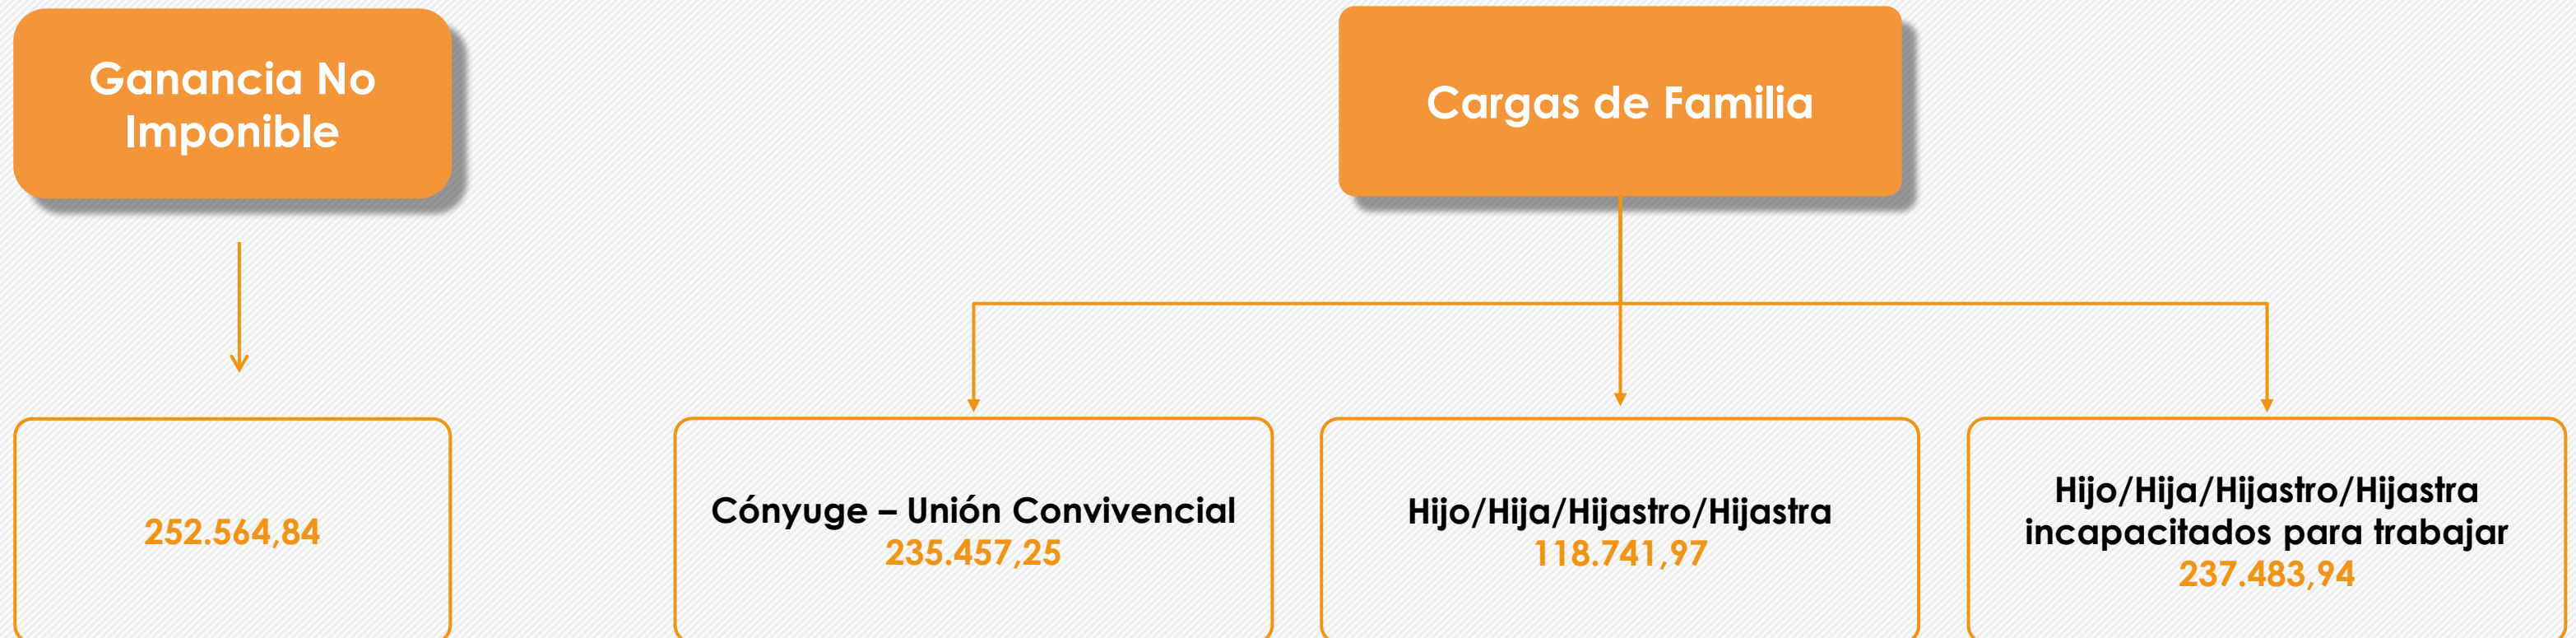 Ganancia No
Imponible
Cargas de Familia
252.564,84
Cónyuge – Unión Convivencial
235.457,25
Hijo/Hija/Hijastro/Hijastra
118.741,97
Hijo/Hija/Hijastro/Hijastra
incapacitados para trabajar
237.483,94